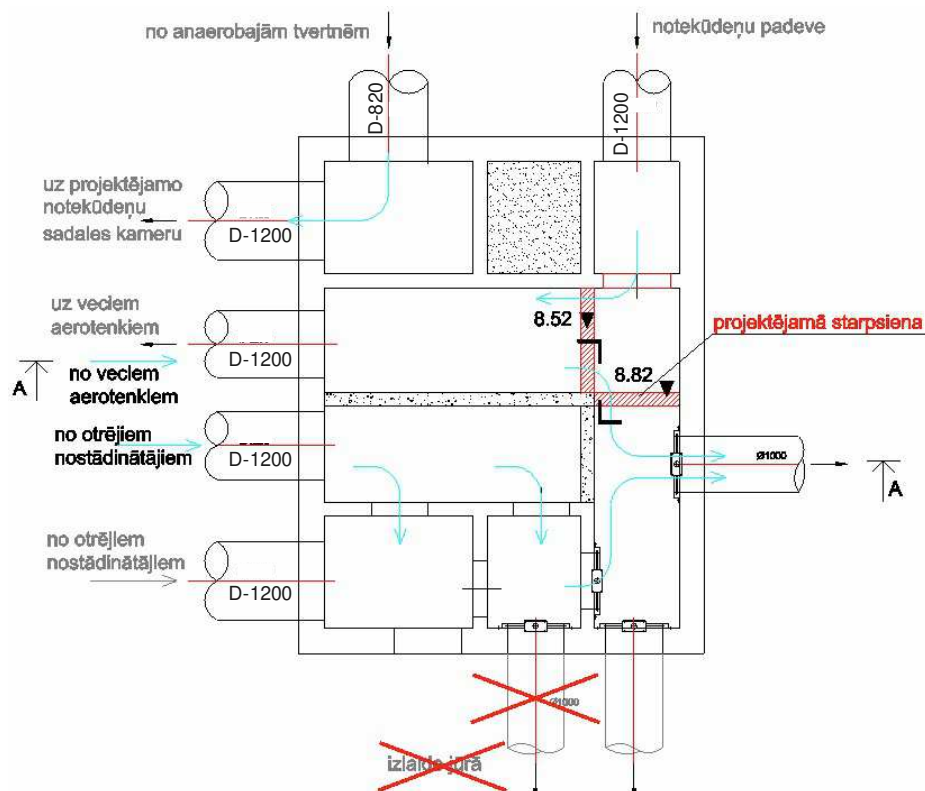 no anaerobajām tvertnēm
notekūdeņu padeve
D-820
D-1200
uz projektējamo
notekūdeņu
sadales kameru
D-1200
uz veciem
aerotenkiem
D-1200
8.52
projektējamā starpsiena
8.82
A
no veciem
aerotenkiem
no otrējiem
nostādinātājiem
D-1200
Ø1000
A
no otrējiem
nostādinātājiem
D-1200
Ø1000
izlaide jūrā